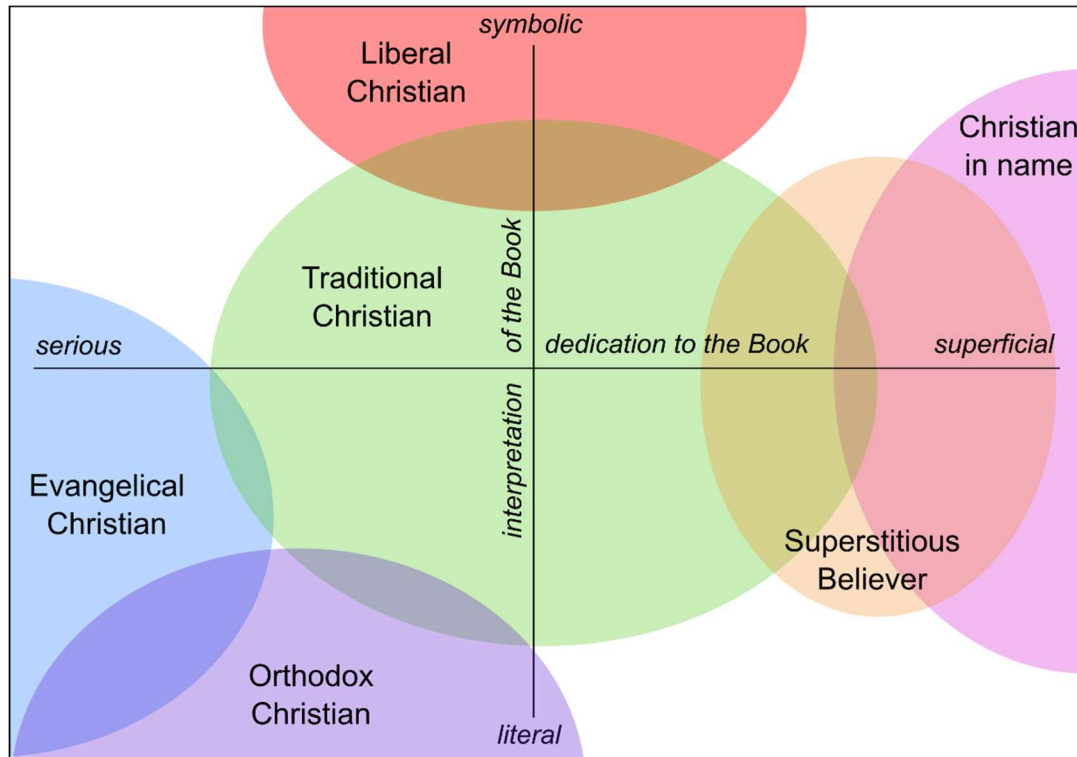 symbolic
Liberal
Christian
Christian
in name
Traditional
Christian
of the Book
serious
dedication to the Book
superficial
interpretation
Evangelical
Christian
Superstitious
Believer
Orthodox
Christian
literal